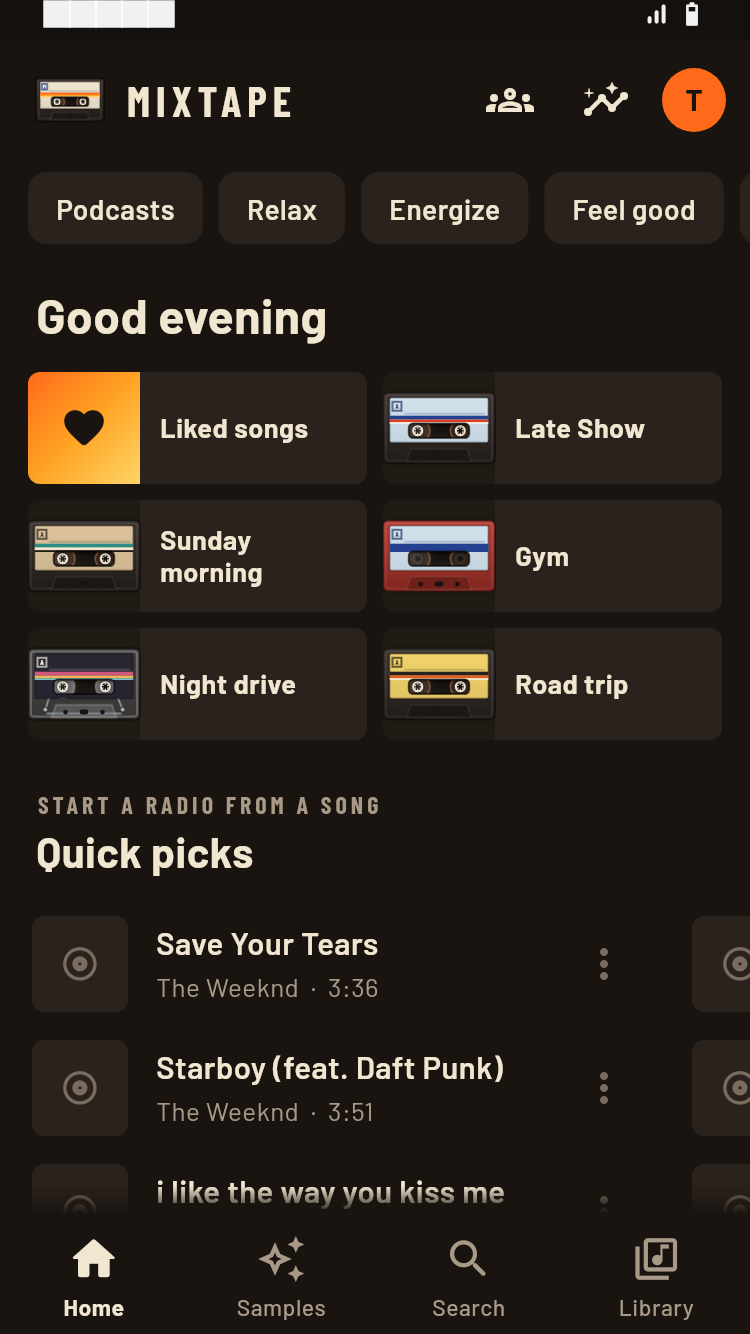 MIXTAPE
T
Podcasts
Relax
Energize
Feel good
Good evening
Liked songs
Late Show
Sunday
morning
Gym
Night drive
Road trip
START A RADIO FROM A SONG
Quick picks
Save Your Tears
The Weeknd · 3:36
Starboy (feat. Daft Punk)
The Weeknd · 3:51
i like the way you kiss me
Home
Samples
Search
Library